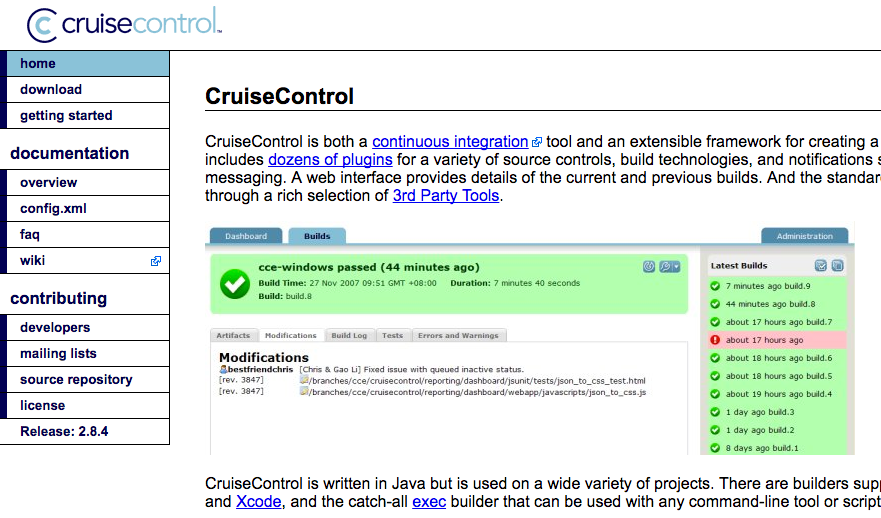 cruisecontrol™
home
download
getting started
documentation
overview
config.xml
faq
wiki
contributing
developers
mailing lists
source repository
license
Release: 2.8.4
CruiseControl
CruiseControl is both a continuous integration tool and an extensible framework for creating a
includes dozens of plugins for a variety of source controls, build technologies, and notifications s
messaging. A web interface provides details of the current and previous builds. And the standar
through a rich selection of 3rd Party Tools.
Dashboard
Builds
Administration
cce-windows passed (44 minutes ago)
Build Time: 27 Nov 2007 09:51 GMT +08:00 Duration: 7 minutes 40 seconds
Build: build.8
Artifacts
Modifications
Build Log
Tests
Errors and Warnings
Modifications
bestfriendchris [Chris & Gao Li] Fixed issue with queued inactive status.
[rev. 3847] /branches/cce/cruisecontrol/reporting/dashboard/jsunit/tests/json_to_css_test.html
[rev. 3847] /branches/cce/cruisecontrol/reporting/dashboard/webapp/javascripts/json_to_css.js
Latest Builds
7 minutes ago build.9
44 minutes ago build.8
about 17 hours ago build.7
about 17 hours ago
about 18 hours ago build.6
about 18 hours ago build.5
about 19 hours ago build.4
1 day ago build.3
1 day ago build.2
8 days ago build.1
CruiseControl is written in Java but is used on a wide variety of projects. There are builders supp
and Xcode, and the catch-all exec builder that can be used with any command-line tool or script